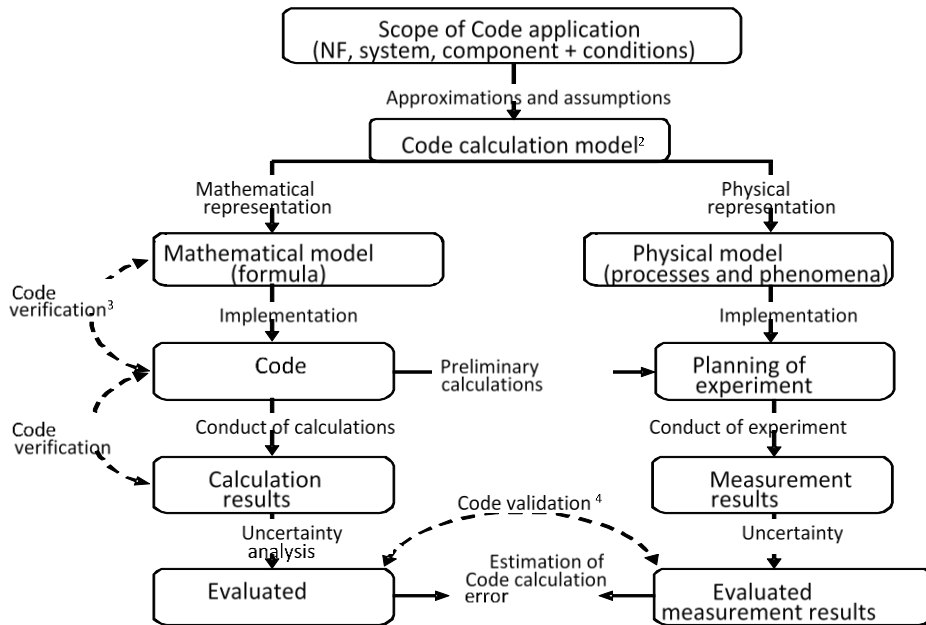 Scope of Code application
(NF, system, component + conditions)
Approximations and assumptions
Code calculation model²
Mathematical
representation
Physical
representation
Mathematical model
(formula)
Physical model
(processes and phenomena)
Code
verification³
Implementation
Implementation
Code
Preliminary
calculations
Planning of
experiment
Code
verification
Conduct of calculations
Conduct of experiment
Calculation
results
Measurement
results
Code validation ⁴
Uncertainty
analysis
Uncertainty
Evaluated
Estimation of
Code calculation
error
Evaluated
measurement results